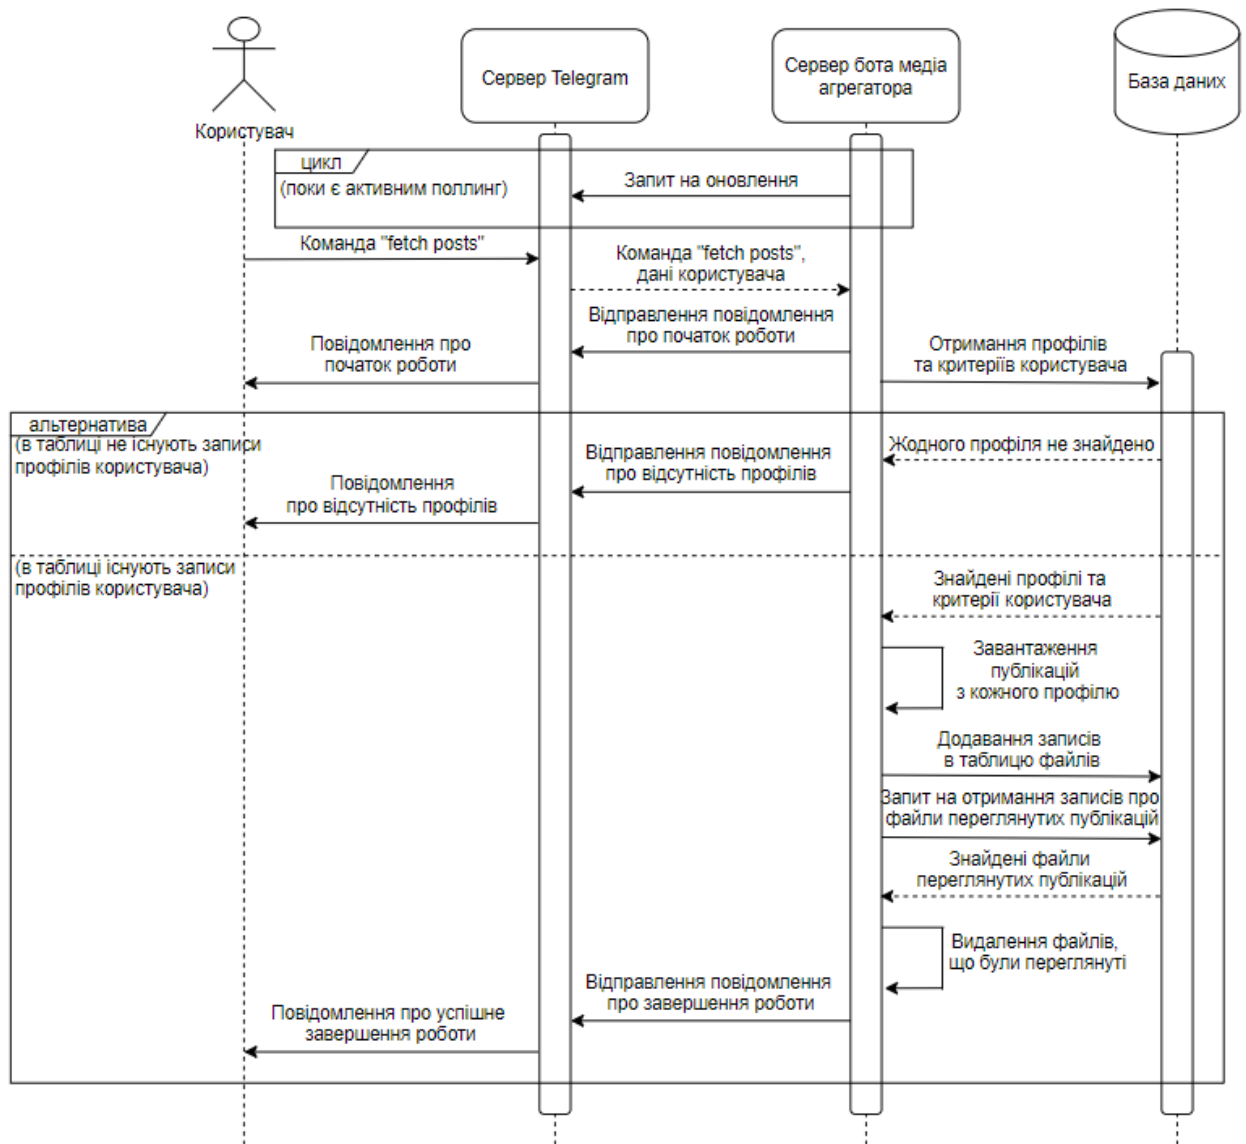 Користувач
Сервер Telegram
Сервер бота медіа
агрегатора
База даних
цикл
(поки є активним поллинг)
Запит на оновлення
Команда "fetch posts"
Команда "fetch posts",
дані користувача
Відправлення повідомлення
про початок роботи
Повідомлення про
початок роботи
Отримання профілів
та критеріїв користувача
альтернатива
(в таблиці не існують записи
профілів користувача)
Жодного профіля не знайдено
Відправлення повідомлення
про відсутність профілів
Повідомлення
про відсутність профілів
(в таблиці існують записи
профілів користувача)
Знайдені профілі та
критерії користувача
Завантаження
публікацій
з кожного профілю
Додавання записів
в таблицю файлів
Запит на отримання записів про
файли переглянутих публікацій
Знайдені файли
переглянутих публікацій
Видалення файлів,
що були переглянуті
Відправлення повідомлення
про завершення роботи
Повідомлення про успішне
завершення роботи